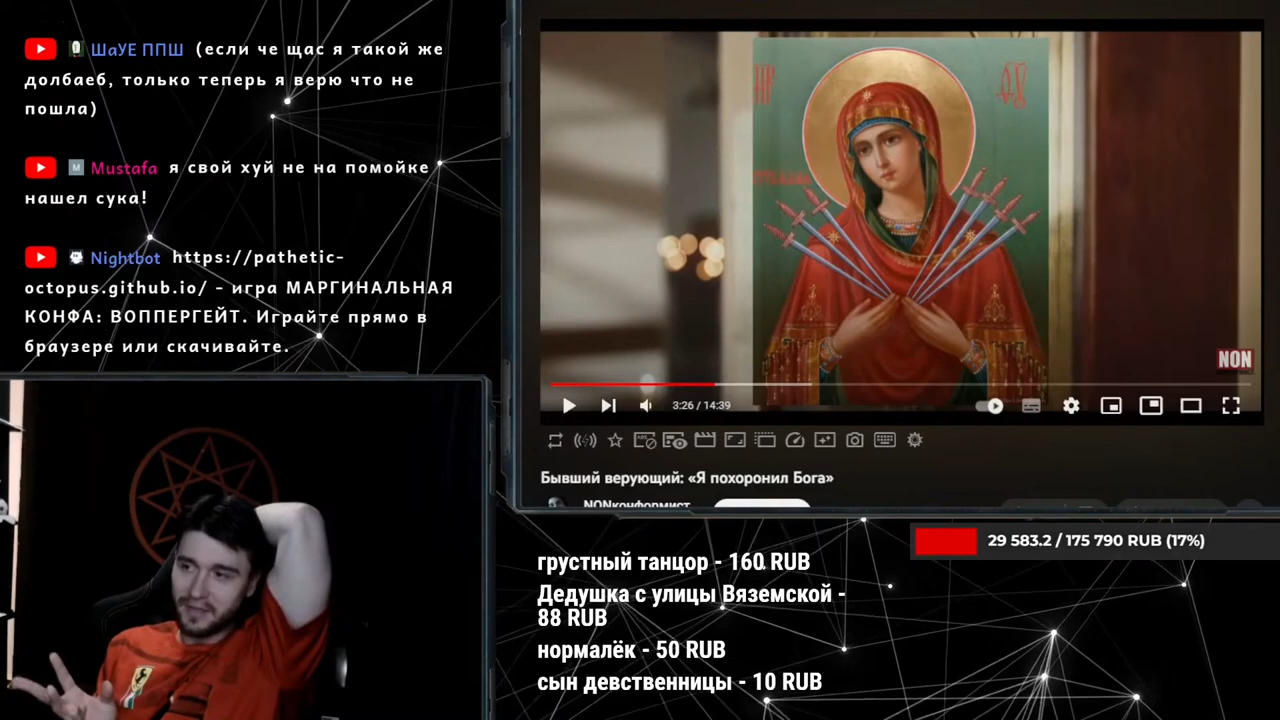 ШаУЕ ППШ (если че щас я такой же
долбаеб, только теперь я верю что не
пошла)
Mustafa я свой хуй не на помойке
нашел сука!
Nightbot https://pathetic-
octopus.github.io/ - игра МАРГИНАЛЬНАЯ
КОНФА: ВОППЕРГЕЙТ. Играйте прямо в
браузере или скачивайте.
NON
3:26 / 14:39
Бывший верующий: «Я похоронил Бога»
NONконформист
29 583.2 / 175 790 RUB (17%)
грустный танцор - 160 RUB
Дедушка с улицы Вяземской -
88 RUB
нормалёк - 50 RUB
сын девственницы - 10 RUB